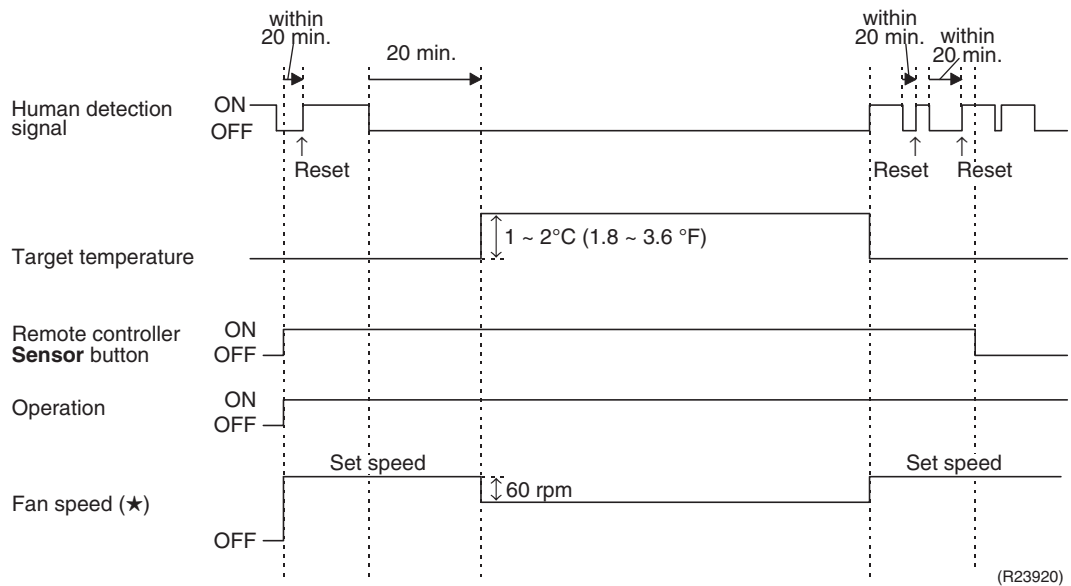 within
20 min.
20 min.
within
20 min.
within
20 min.
Human detection
signal
ON
OFF
↑
Reset
↑
Reset
↑
Reset
Target temperature
1 ~ 2°C (1.8 ~ 3.6 °F)
Remote controller
Sensor button
ON
OFF
Operation
ON
OFF
Set speed
Set speed
Fan speed (★)
60 rpm
OFF
(R23920)